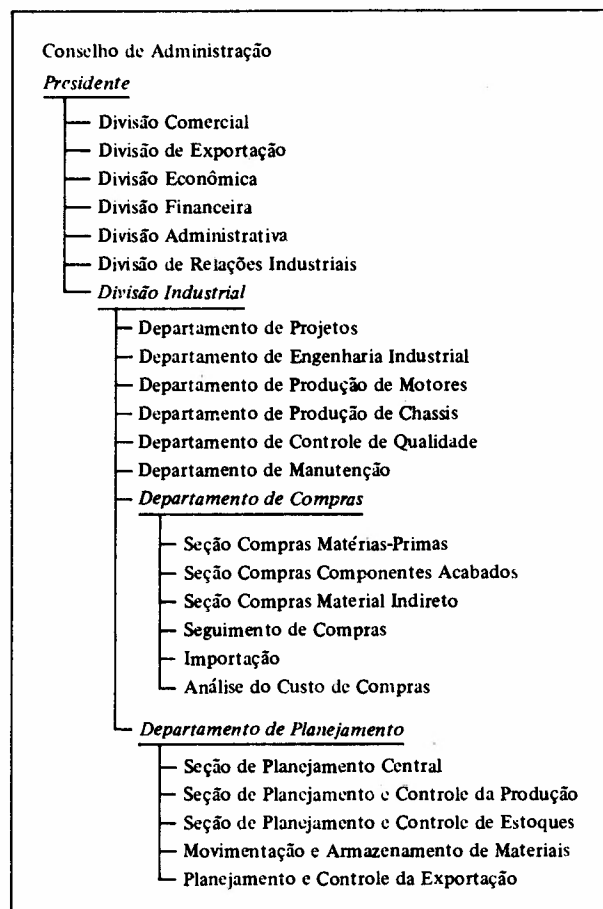 Conselho de Administração
Presidente
Divisão Comercial
Divisão de Exportação
Divisão Econômica
Divisão Financeira
Divisão Administrativa
Divisão de Relações Industriais
Divisão Industrial
Departamento de Projetos
Departamento de Engenharia Industrial
Departamento de Produção de Motores
Departamento de Produção de Chassis
Departamento de Controle de Qualidade
Departamento de Manutenção
Departamento de Compras
Seção Compras Matérias-Primas
Seção Compras Componentes Acabados
Seção Compras Material Indireto
Seguimento de Compras
Importação
Análise do Custo de Compras
Departamento de Planejamento
Seção de Planejamento Central
Seção de Planejamento e Controle da Produção
Seção de Planejamento e Controle de Estoques
Movimentação e Armazenamento de Materiais
Planejamento e Controle da Exportação